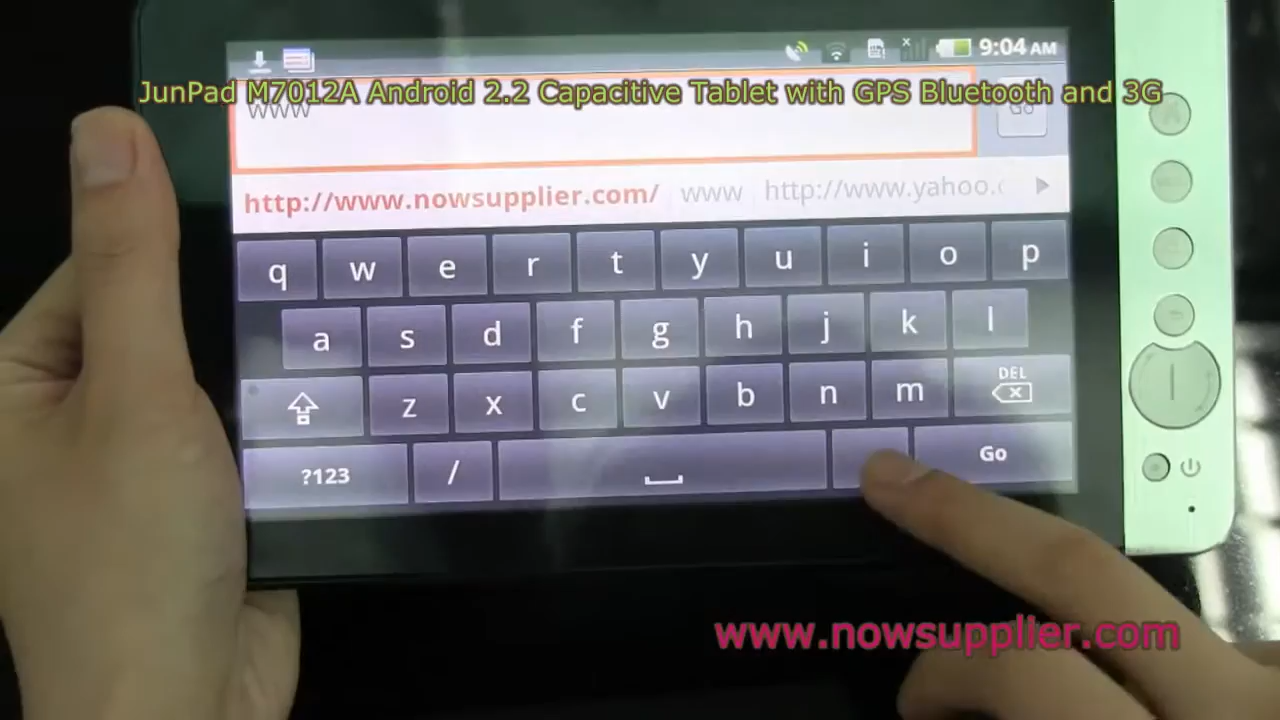 9:04 AM
JunPad M7012A Android 2.2 Capacitive Tablet with GPS Bluetooth and 3G
www
Go
http://www.nowsupplier.com/ www http://www.yahoo.c
q w e r t y u i o p
a s d f g h j k l
z x c v b n m DEL
?123 / Go
www.nowsupplier.com